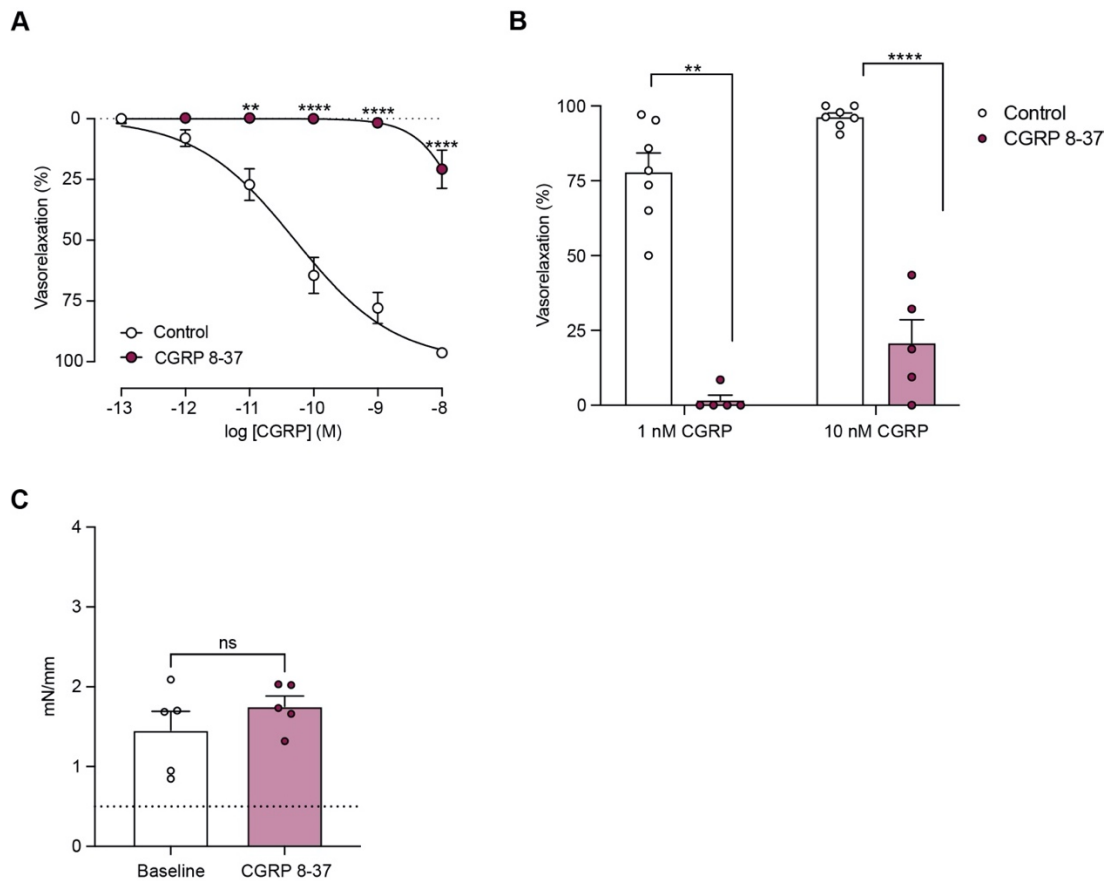 A
0
25
50
75
100
Vasorelaxation (%)
**
****
****
****
Control
CGRP 8-37
-13
-12
-11
-10
-9
-8
log [CGRP] (M)
B
**
****
100
75
50
25
0
Vasorelaxation (%)
1 nM CGRP
10 nM CGRP
Control
CGRP 8-37
C
4
3
2
1
0
mN/mm
ns
Baseline
CGRP 8-37